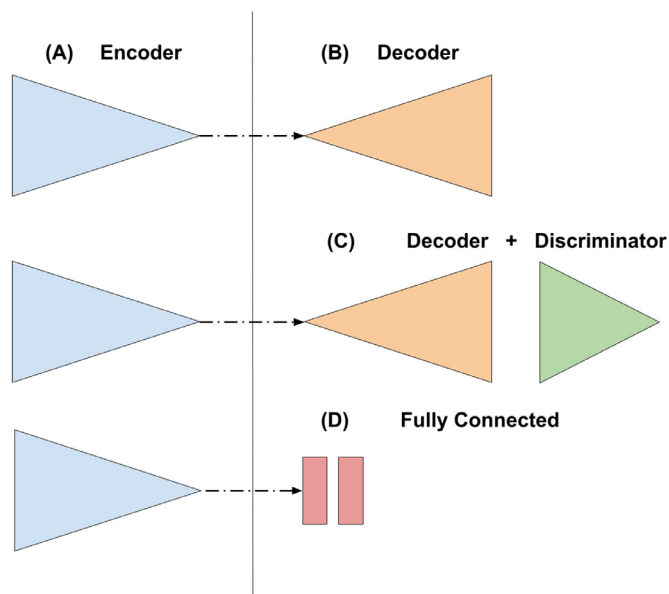 (A) Encoder
(B) Decoder
(C) Decoder + Discriminator
(D) Fully Connected